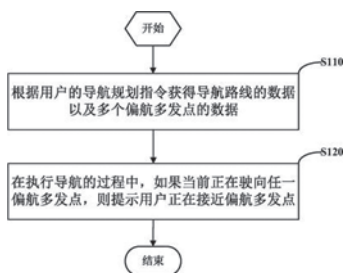 开始
S110
根据用户的导航规划指令获得导航路线的数据
以及多个偏航多发点的数据
S120
在执行导航的过程中，如果当前正在驶向任一
偏航多发点，则提示用户正在接近偏航多发点
结束